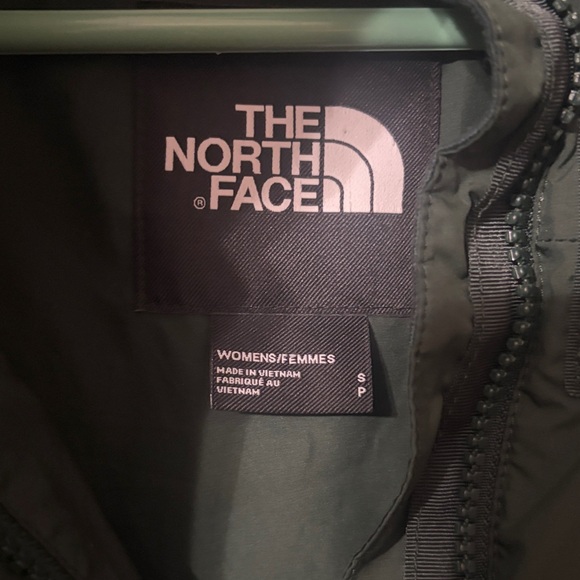 THE
NORTH
® FACE
WOMENS/FEMMES
MADE IN VIETNAM
FABRIQUÉ AU
VIETNAM
S
P